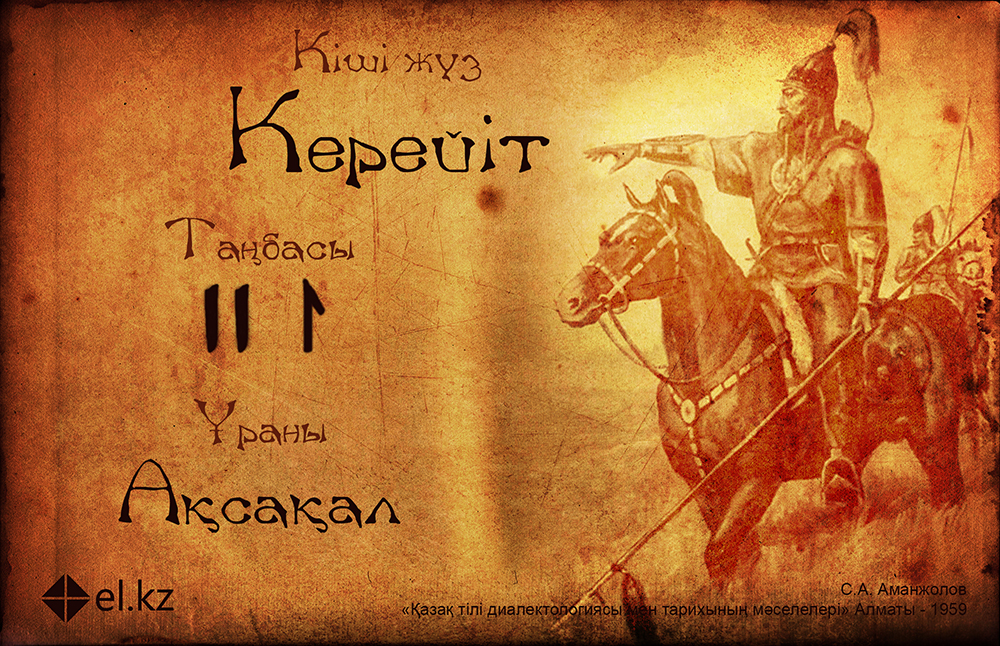 Кіші жүз
Керейіт
Таңбасы
Ұраны
Ақсақал
el.kz
С.А. Аманжолов
«Қазақ тілі диалектологиясы мен тарихының мәселелері» Алматы - 1959